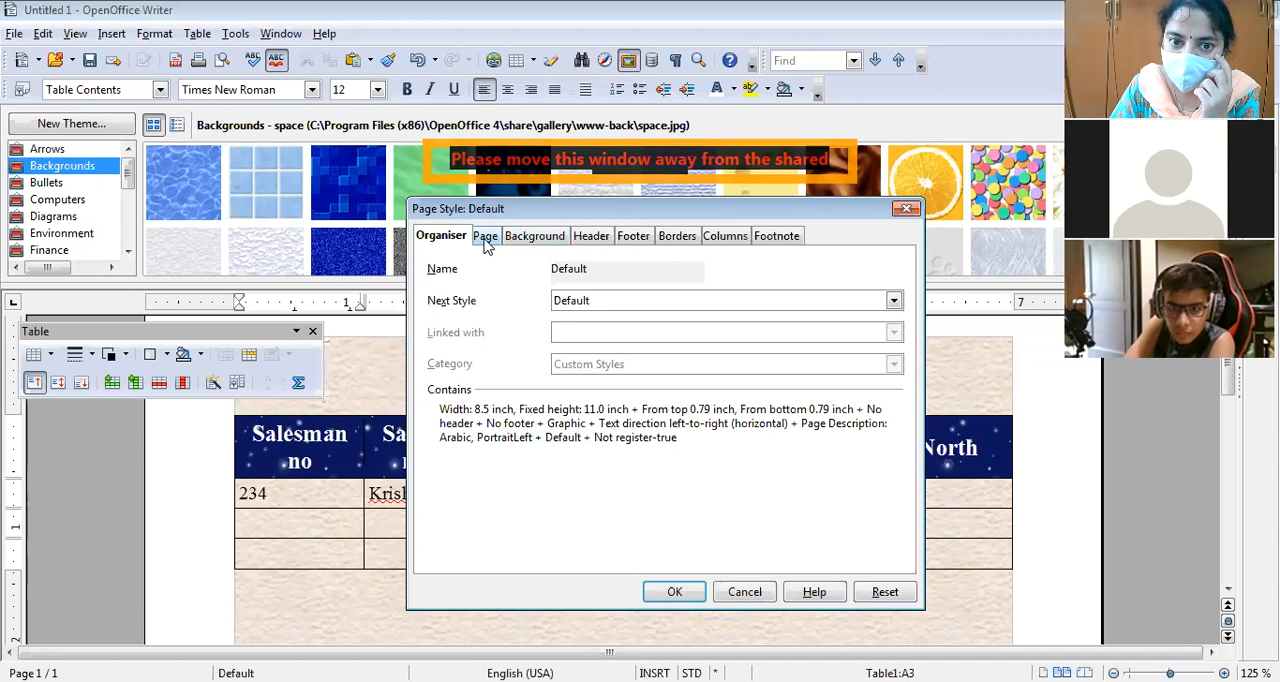 Untitled 1 - OpenOffice Writer
File Edit View Insert Format Table Tools Window Help
Find
Table Contents Times New Roman 12 B I U A
New Theme... Backgrounds - space (C:\Program Files (x86)\OpenOffice 4\share\gallery\www-back\space.jpg)
Arrows
Backgrounds
Bullets
Computers
Diagrams
Environment
Finance
Please move this window away from the shared
Page Style: Default
Organiser Page Background Header Footer Borders Columns Footnote
Name Default
Next Style Default
Linked with
Category Custom Styles
Contains
Width: 8.5 inch, Fixed height: 11.0 inch + From top 0.79 inch, From bottom 0.79 inch + No
header + No footer + Graphic + Text direction left-to-right (horizontal) + Page Description:
Arabic, PortraitLeft + Default + Not register-true
OK Cancel Help Reset
1 7
Table
Salesman
no
North
234
1
2
Page 1 / 1 Default English (USA) INSRT STD * Table1:A3 125 %